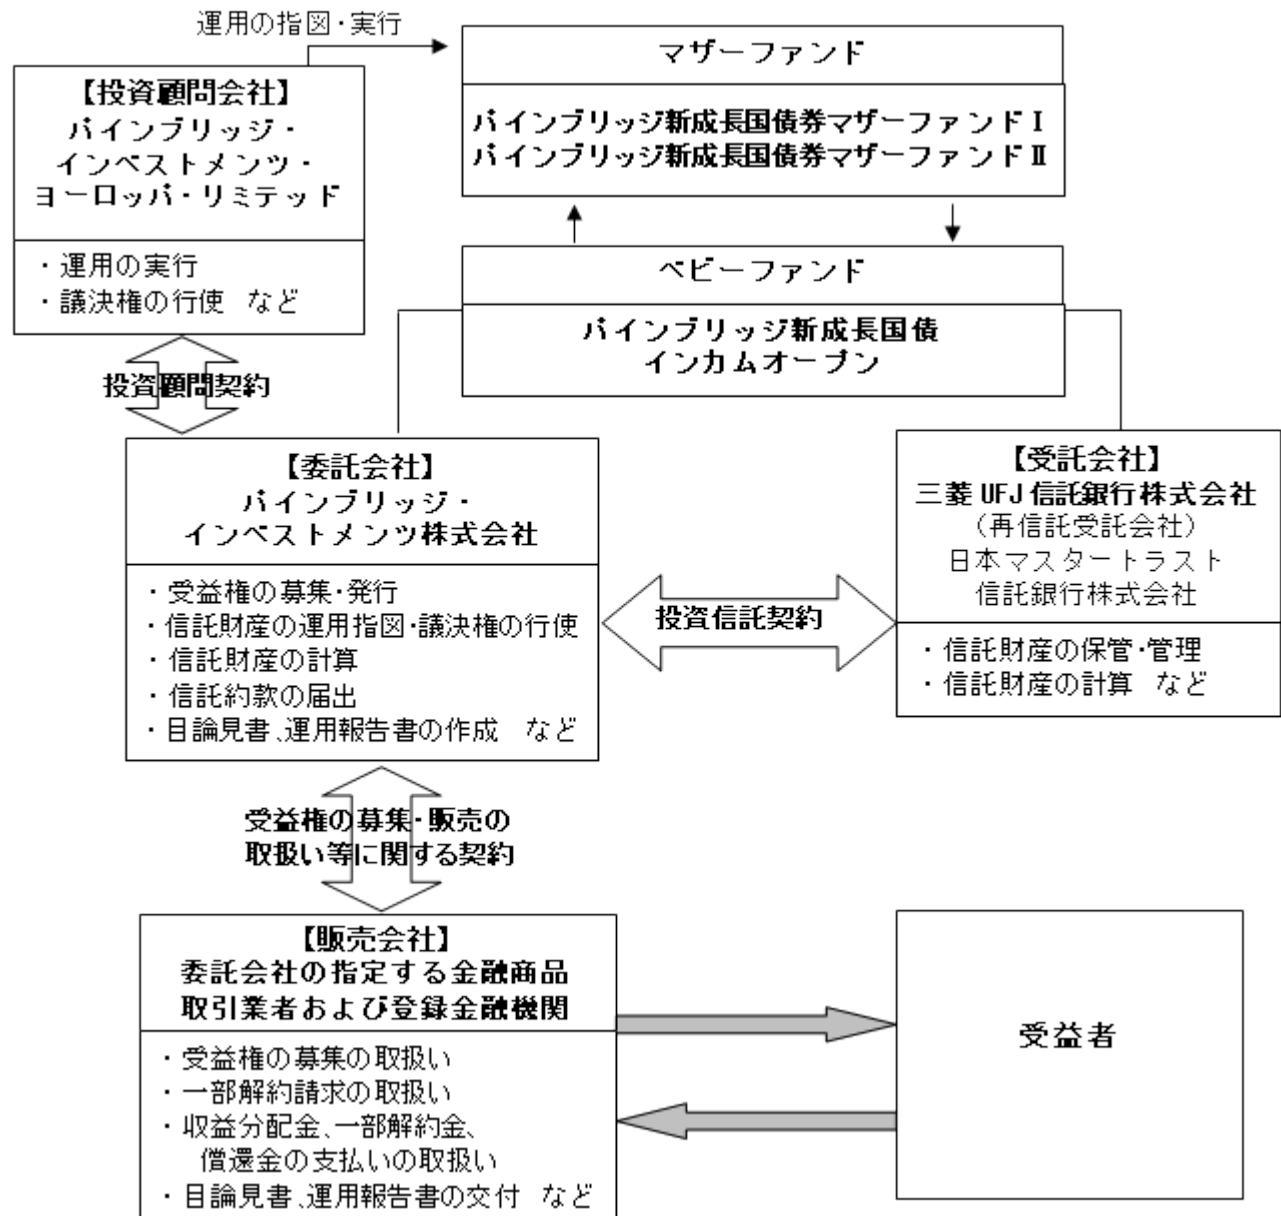 運用の指図・実行
マザーファンド
パインブリッジ新成長国債券マザーファンドⅠ
パインブリッジ新成長国債券マザーファンドⅡ
【投資顧問会社】
パインブリッジ・
インベストメンツ・
ヨーロッパ・リミテッド
・運用の実行
・議決権の行使 など
ベビーファンド
パインブリッジ新成長国債
インカムオープン
投資顧問契約
【委託会社】
パインブリッジ・
インベストメンツ株式会社
・受益権の募集・発行
・信託財産の運用指図・議決権の行使
・信託財産の計算
・信託約款の届出
・目論見書、運用報告書の作成 など
投資信託契約
【受託会社】
三菱UFJ信託銀行株式会社
（再信託受託会社）
日本マスタートラスト
信託銀行株式会社
・信託財産の保管・管理
・信託財産の計算 など
受益権の募集・販売の
取扱い等に関する契約
【販売会社】
委託会社の指定する金融商品
取引業者および登録金融機関
・受益権の募集の取扱い
・一部解約請求の取扱い
・収益分配金、一部解約金、
償還金の支払いの取扱い
・目論見書、運用報告書の交付 など
受益者